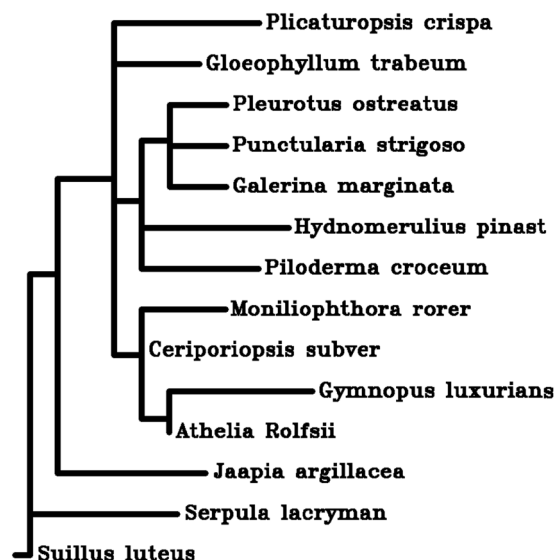 Plicaturopsis crispa
Gloeophyllum trabeum
Pleurotus ostreatus
Punctularia strigoso
Galerina marginata
Hydnomerulius pinast
Piloderma croceum
Moniliophthora rorer
Ceriporiopsis subver
Gymnopus luxurians
Athelia Rolfsii
Jaapia argillacea
Serpula lacryman
Suillus luteus